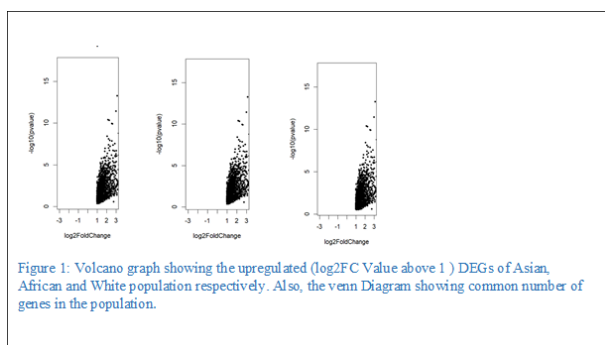 15
10
5
0
-log10(pvalue)
-3 -1 1 2 3
log2FoldChange
15
10
5
0
-log10(pvalue)
-3 -1 1 2 3
log2FoldChange
15
10
5
0
-log10(pvalue)
-3 -1 1 2 3
log2FoldChange
Figure 1: Volcano graph showing the upregulated (log2FC Value above 1 ) DEGs of Asian,
African and White population respectively. Also, the venn Diagram showing common number of
genes in the population.